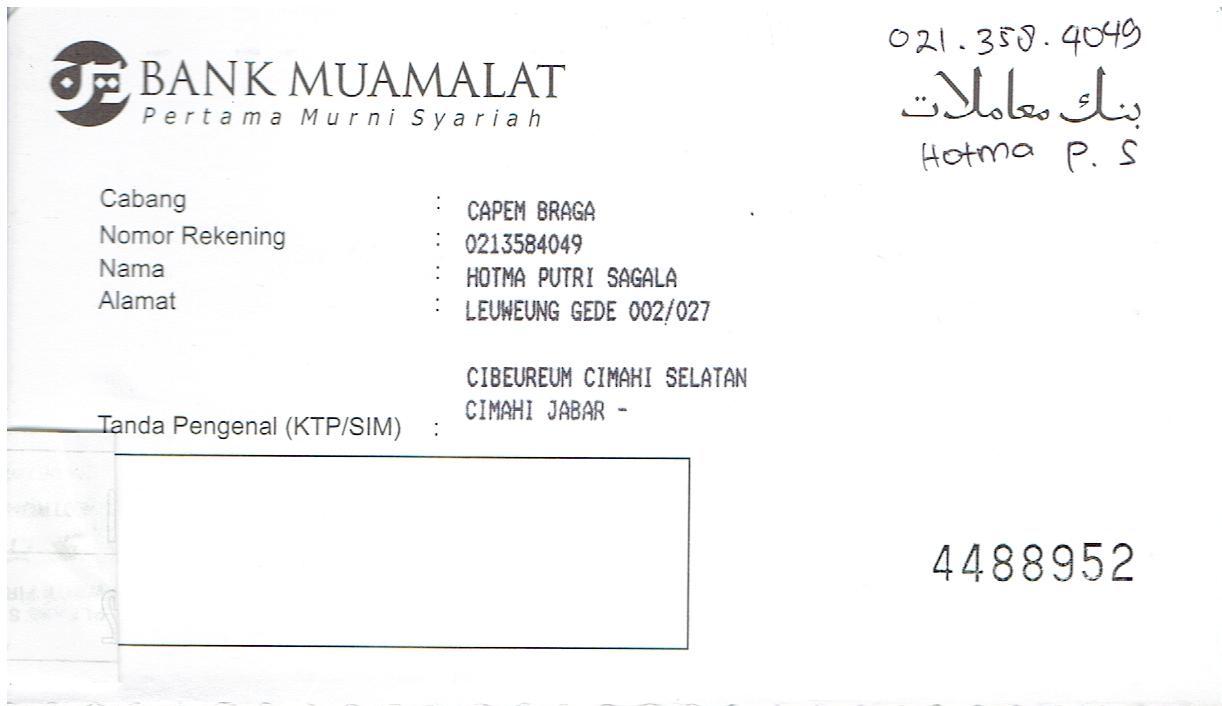 021.358.4049
BANK MUAMALAT
Pertama Murni Syariah
بنك معاملات
Hotma P. S
Cabang : CAPEM BRAGA
Nomor Rekening : 0213584049
Nama : HOTMA PUTRI SAGALA
Alamat : LEUWEUNG GEDE 002/027
CIBEUREUM CIMAHI SELATAN
CIMAHI JABAR -
Tanda Pengenal (KTP/SIM) :
4488952